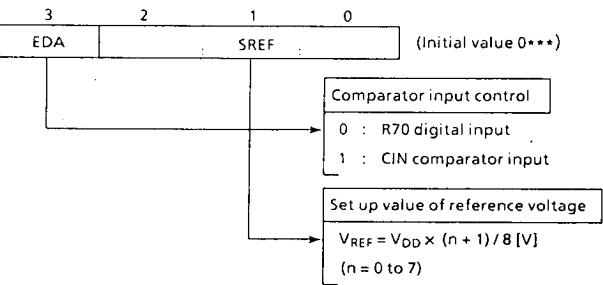 3 2 1 0
EDA SREF (Initial value 0***)
Comparator input control
0 : R70 digital input
1 : CIN comparator input
Set up value of reference voltage
VREF = VDD × (n + 1) / 8 [V]
(n = 0 to 7)